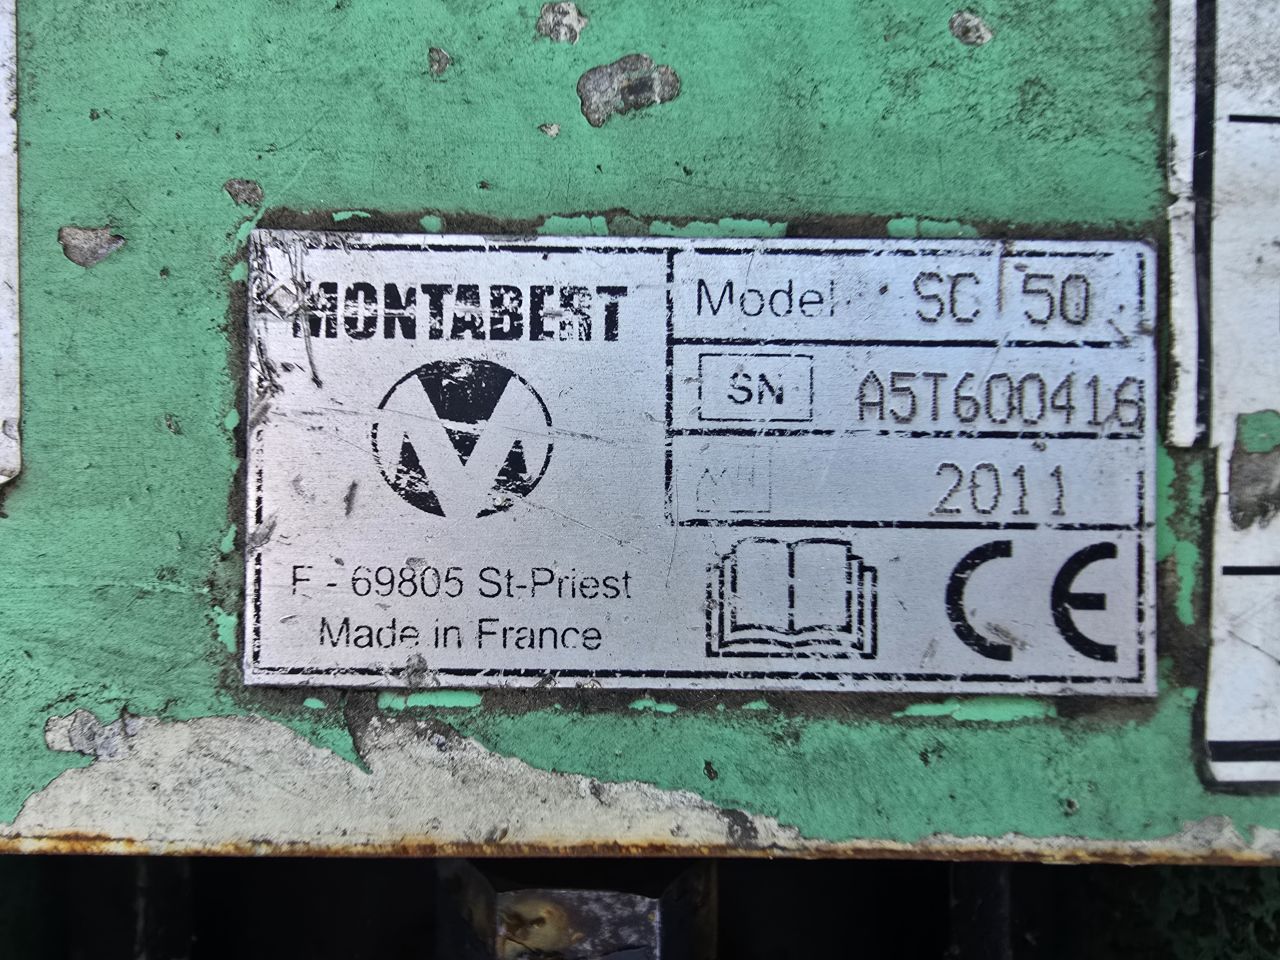 MONTABERT
Model SC 50
SN A5T600416
2011
F - 69805 St-Priest
Made in France
CE